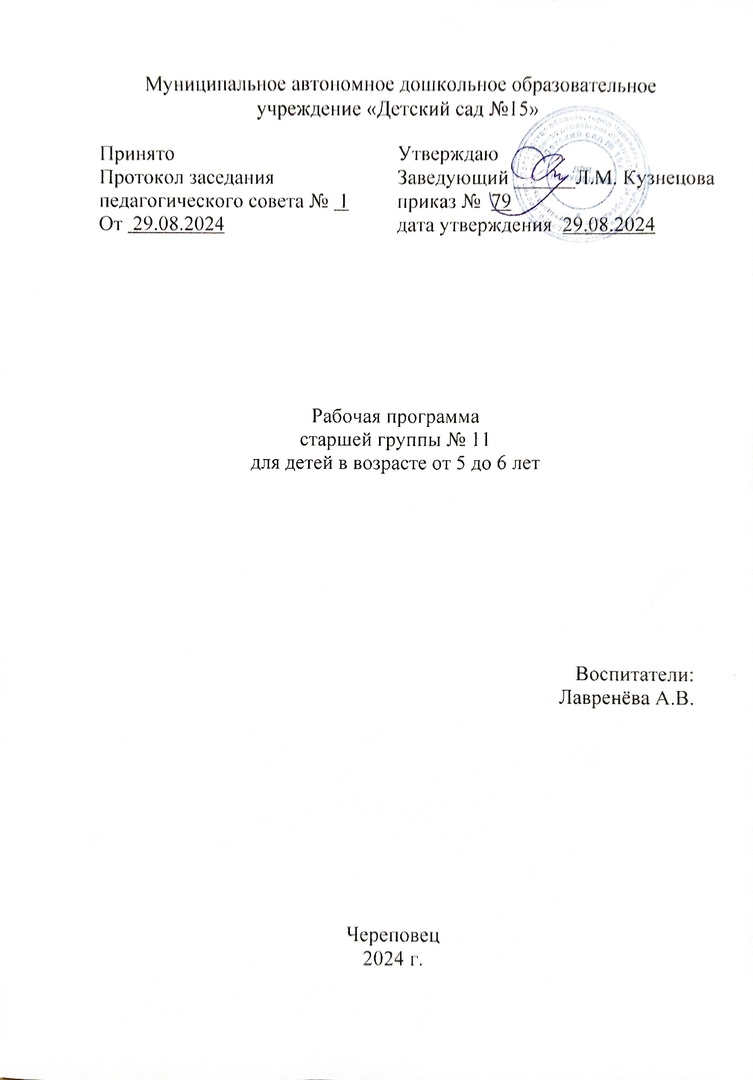 Муниципальное автономное дошкольное образовательное
учреждение «Детский сад №15»
Принято
Протокол заседания
педагогического совета № 1
От 29.08.2024
Утверждаю
Заведующий ______ Л.М. Кузнецова
приказ № 79
дата утверждения 29.08.2024
Рабочая программа
старшей группы № 11
для детей в возрасте от 5 до 6 лет
Воспитатели:
Лавренёва А.В.
Череповец
2024 г.